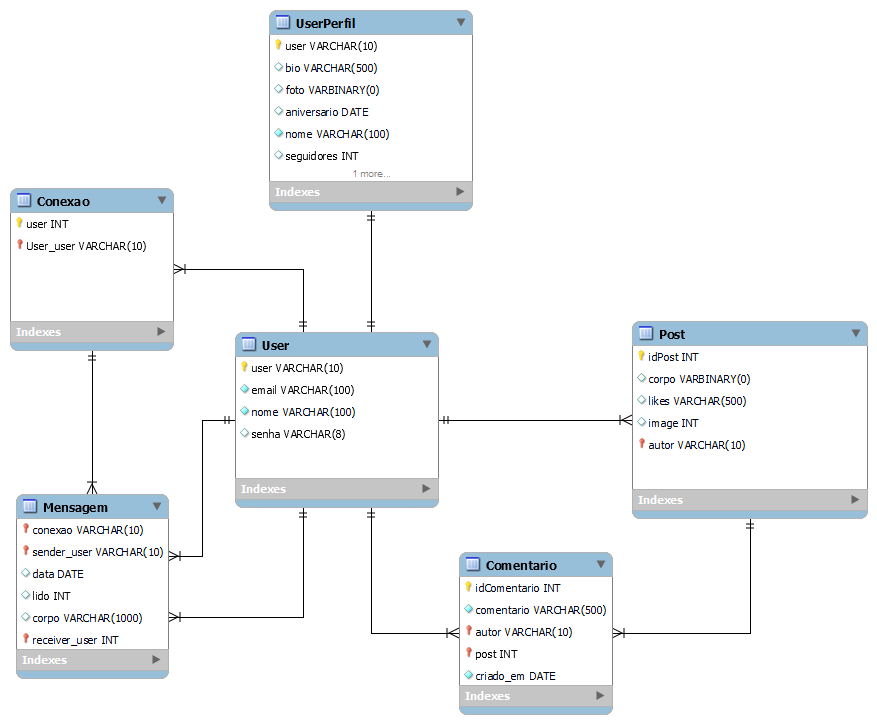 UserPerfil
user VARCHAR(10)
bio VARCHAR(500)
foto VARBINARY(0)
aniversario DATE
nome VARCHAR(100)
seguidores INT
1 more...
Indexes
Conexao
user INT
User_user VARCHAR(10)
Indexes
User
user VARCHAR(10)
email VARCHAR(100)
nome VARCHAR(100)
senha VARCHAR(8)
Indexes
Post
idPost INT
corpo VARBINARY(0)
likes VARCHAR(500)
image INT
autor VARCHAR(10)
Indexes
Mensagem
conexao VARCHAR(10)
sender_user VARCHAR(10)
data DATE
lido INT
corpo VARCHAR(1000)
receiver_user INT
Indexes
Comentario
idComentario INT
comentario VARCHAR(500)
autor VARCHAR(10)
post INT
criado_em DATE
Indexes